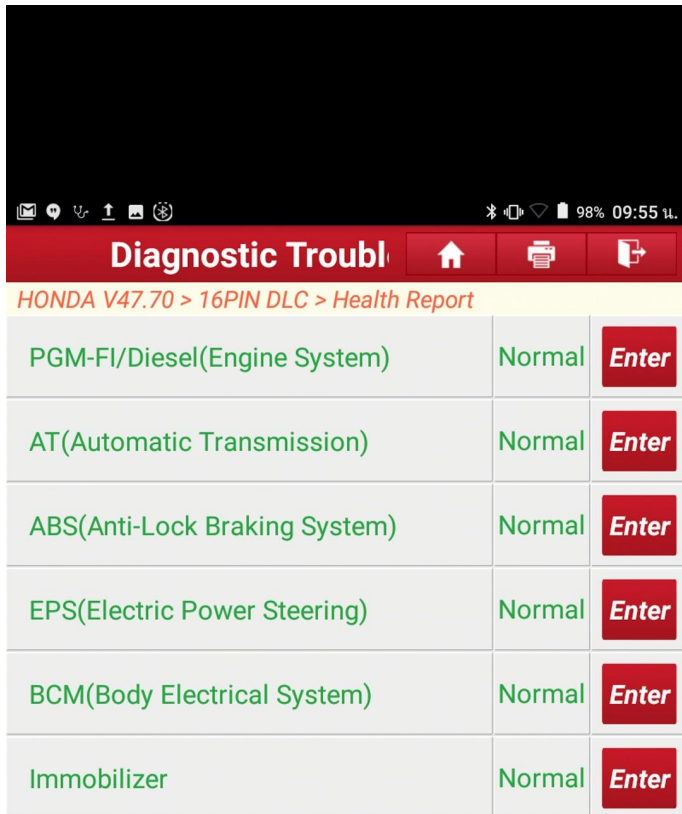 98% 09:55 น.
Diagnostic Troubl
HONDA V47.70 > 16PIN DLC > Health Report
PGM-FI/Diesel(Engine System) Normal Enter
AT(Automatic Transmission) Normal Enter
ABS(Anti-Lock Braking System) Normal Enter
EPS(Electric Power Steering) Normal Enter
BCM(Body Electrical System) Normal Enter
Immobilizer Normal Enter